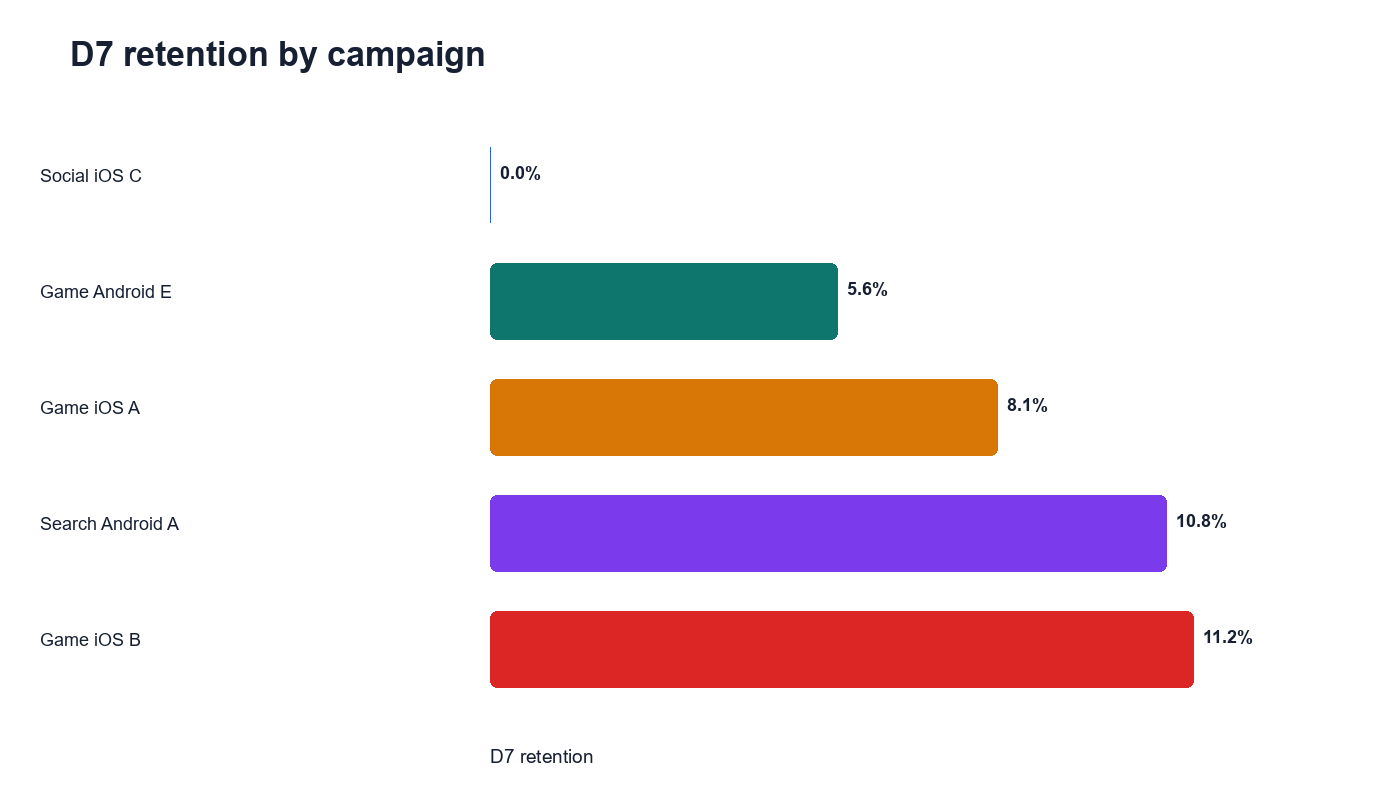 D7 retention by campaign
Social iOS C 0.0%
Game Android E 5.6%
Game iOS A 8.1%
Search Android A 10.8%
Game iOS B 11.2%
D7 retention